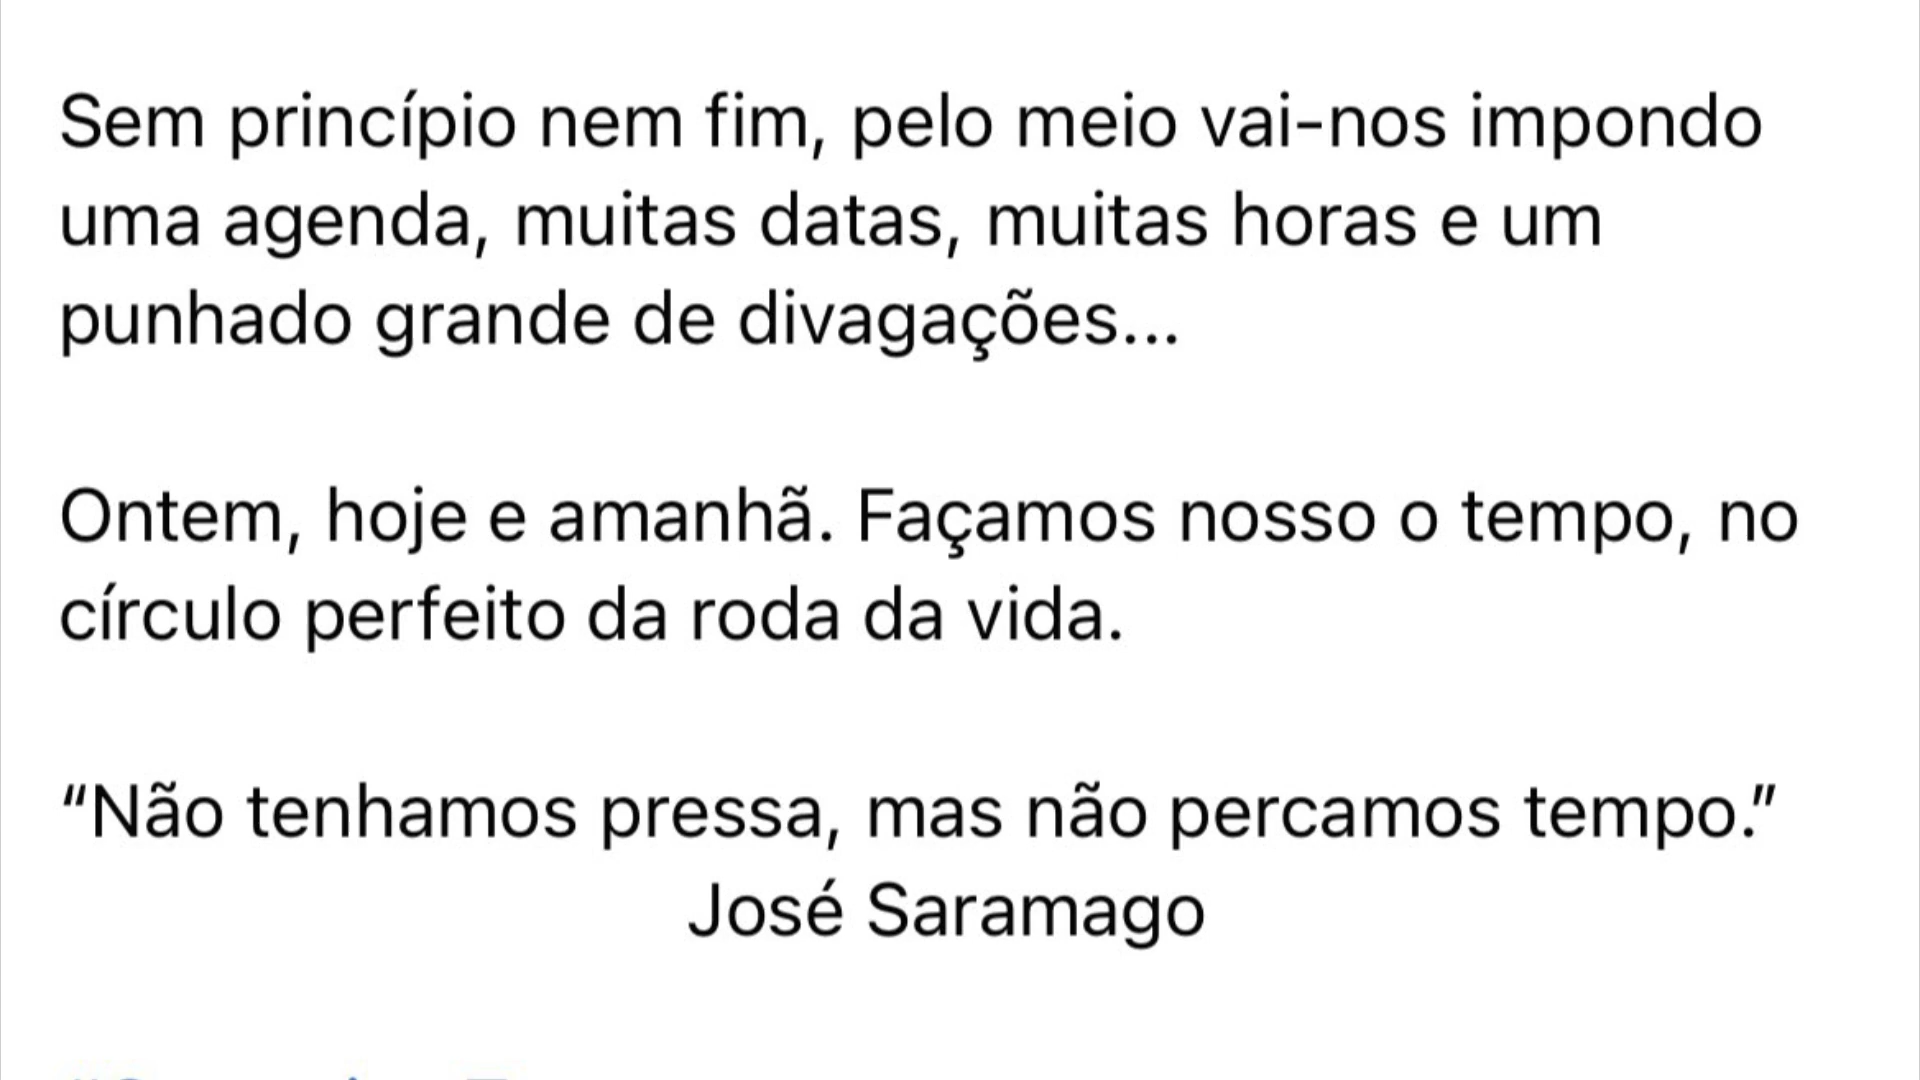 Sem princípio nem fim, pelo meio vai-nos impondo
uma agenda, muitas datas, muitas horas e um
punhado grande de divagações...
Ontem, hoje e amanhã. Façamos nosso o tempo, no
círculo perfeito da roda da vida.
“Não tenhamos pressa, mas não percamos tempo.”
José Saramago